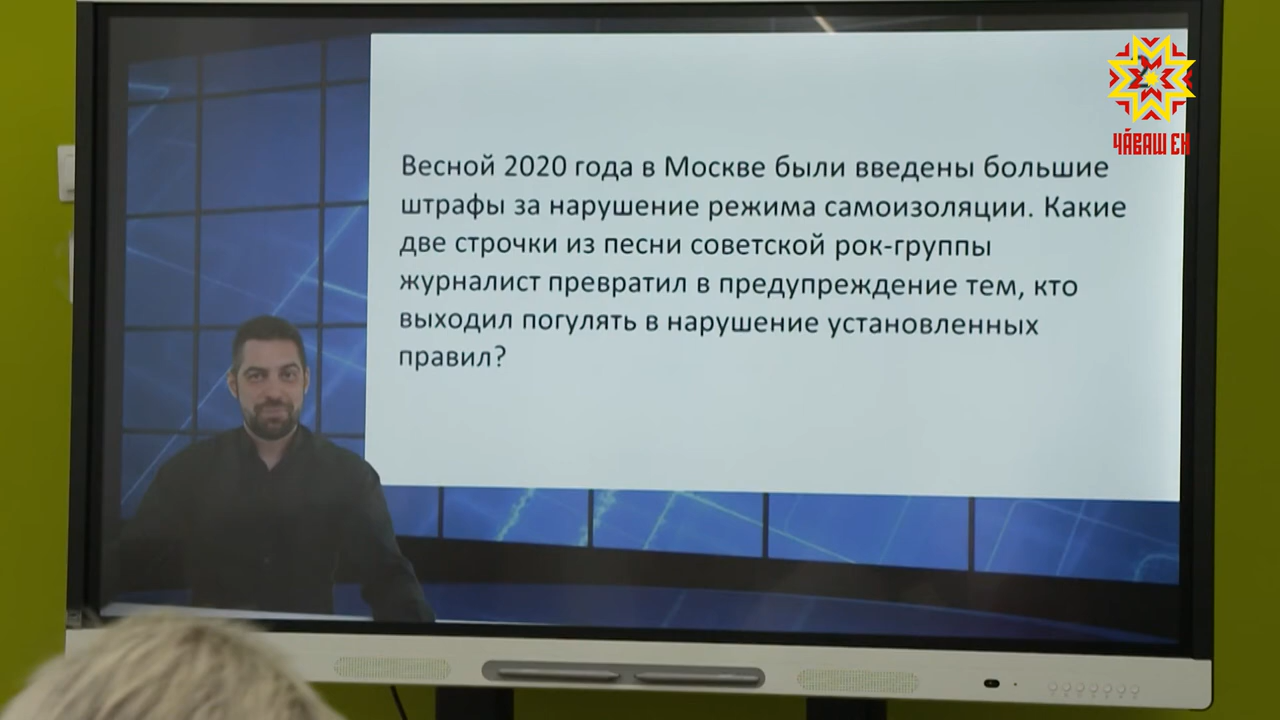 Весной 2020 года в Москве были введены большие
штрафы за нарушение режима самоизоляции. Какие
две строчки из песни советской рок-группы
журналист превратил в предупреждение тем, кто
выходил погулять в нарушение установленных
правил?
ЧӐВАШ ЕН